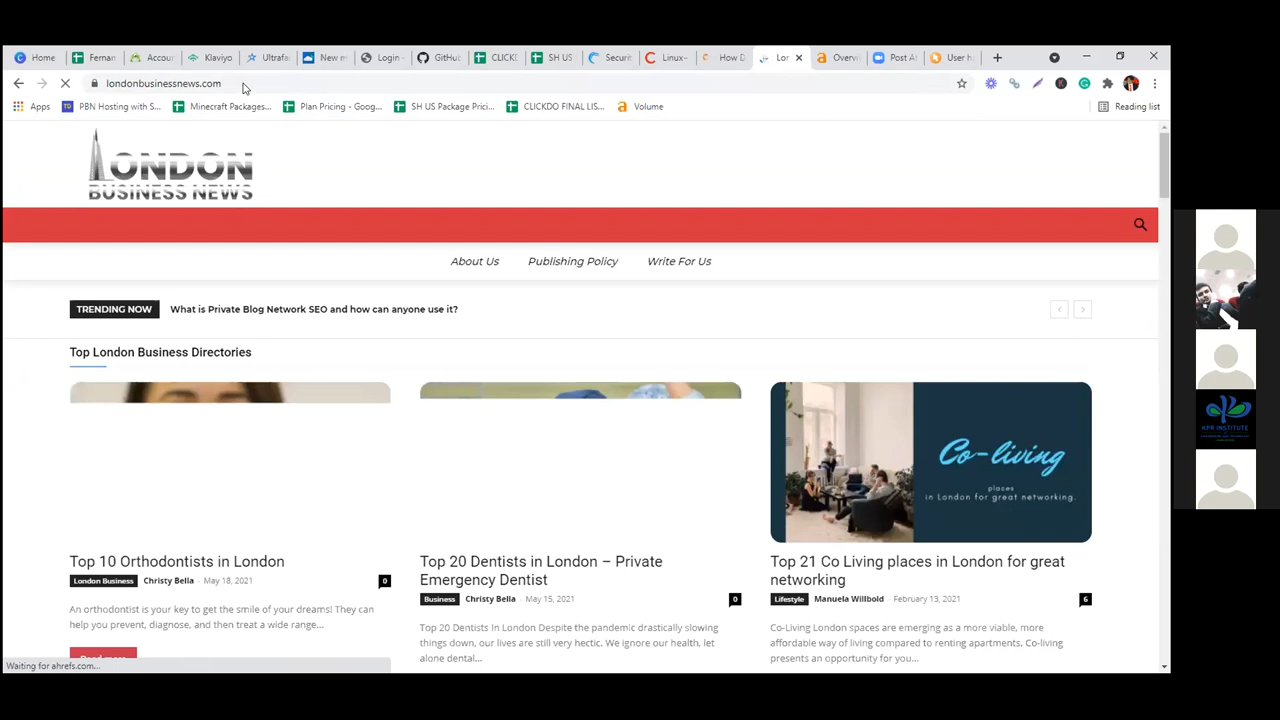 Home
Fernan
Accour
Klaviyo
Ultrafa
New m
Login -
GitHub
CLICKI
SH US
Securit
Linux-
How D
Lor
Overv
Post Al
User h
londonbusinessnews.com
Apps
PBN Hosting with S...
Minecraft Packages...
Plan Pricing - Goog...
SH US Package Prici...
CLICKDO FINAL LIS...
Volume
Reading list
LONDON
BUSINESS NEWS
About Us
Publishing Policy
Write For Us
TRENDING NOW
What is Private Blog Network SEO and how can anyone use it?
Top London Business Directories
Co-living
places
in London for great networking.
Top 10 Orthodontists in London
London Business Christy Bella - May 18, 2021 0
An orthodontist is your key to get the smile of your dreams! They can
help you prevent, diagnose, and then treat a wide range...
Read more
Top 20 Dentists in London – Private
Emergency Dentist
Business Christy Bella - May 15, 2021 0
Top 20 Dentists In London Despite the pandemic drastically slowing
things down, our lives are still very hectic. We ignore our health, let
alone dental...
Top 21 Co Living places in London for great
networking
Lifestyle Manuela Willbold - February 13, 2021 6
Co-Living London spaces are emerging as a more viable, more
affordable way of living compared to renting apartments. Co-living
presents an opportunity for you...
Waiting for ahrefs.com...
KPR INSTITUTE